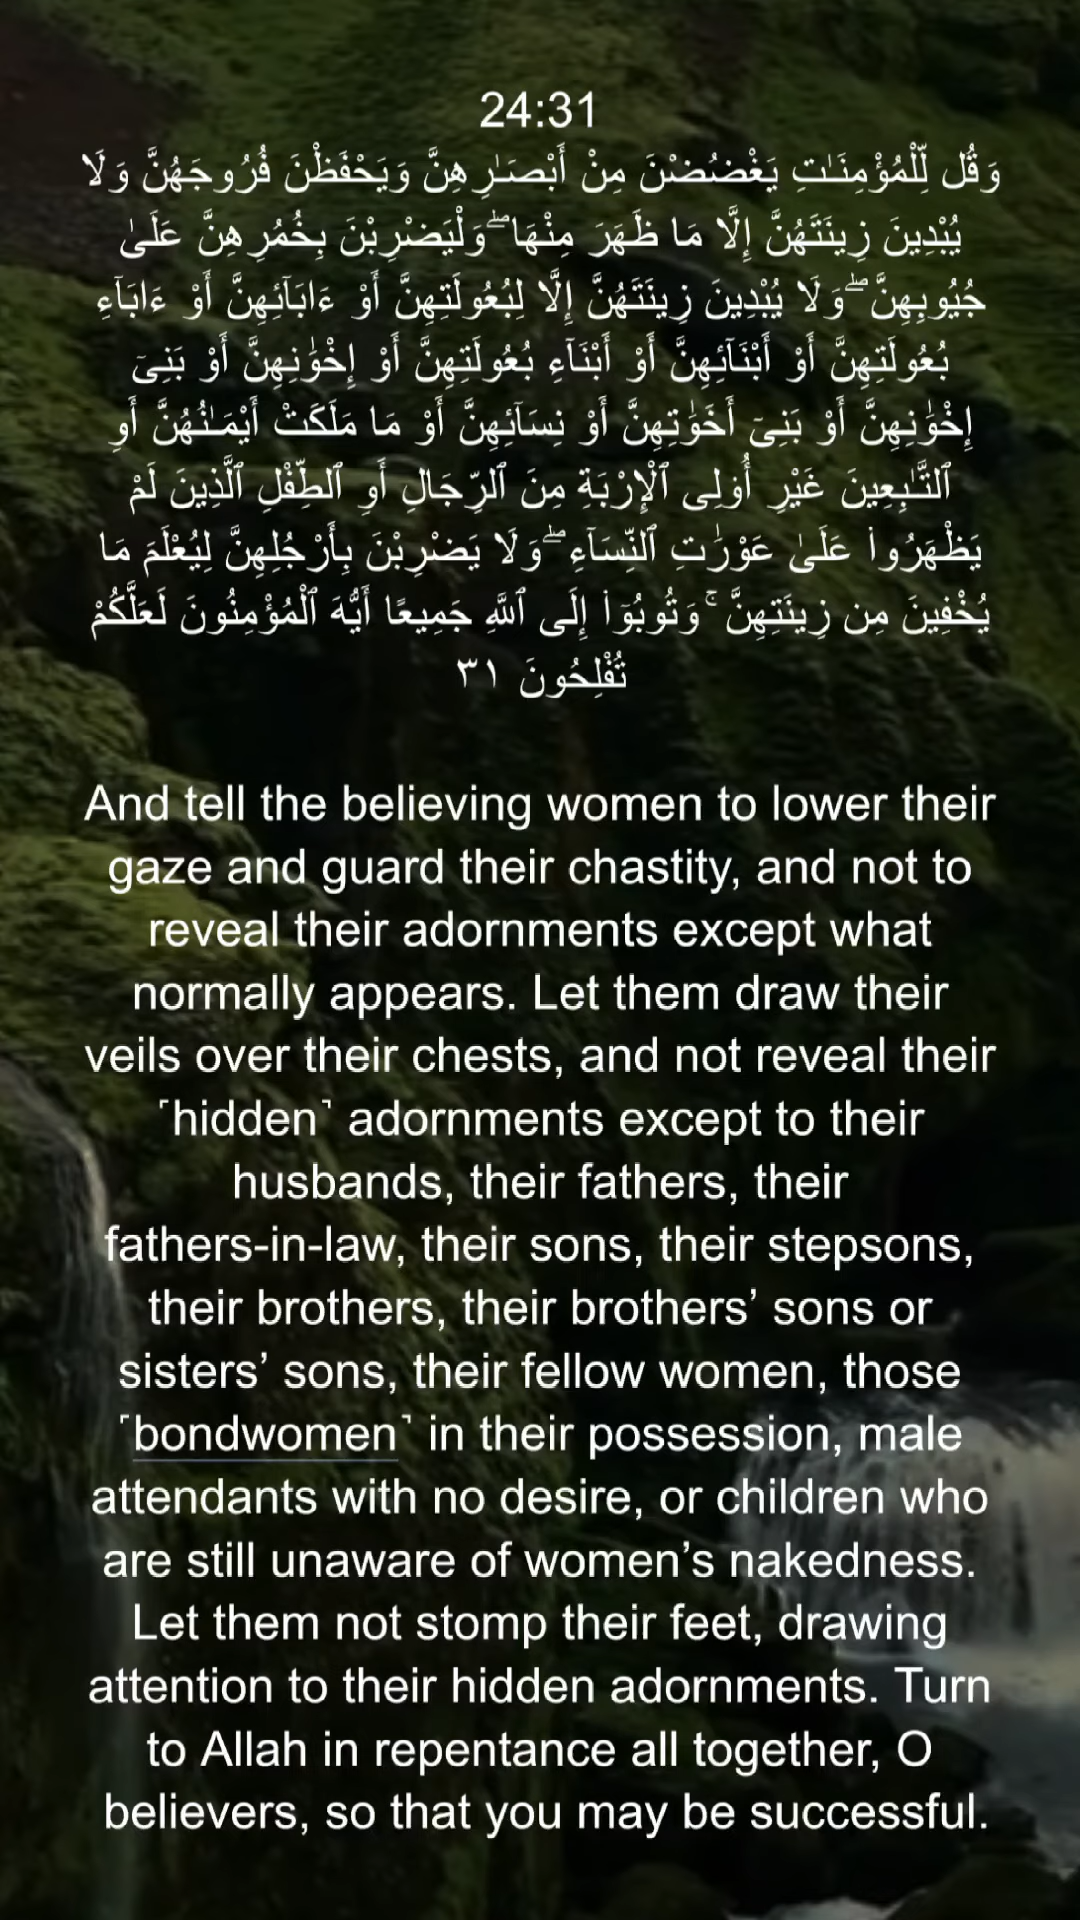 24:31
وَقُل لِّلْمُؤْمِنَـٰتِ يَغْضُضْنَ مِنْ أَبْصَـٰرِهِنَّ وَيَحْفَظْنَ فُرُوجَهُنَّ وَلَا
يُبْدِينَ زِينَتَهُنَّ إِلَّا مَا ظَهَرَ مِنْهَا ۖ وَلْيَضْرِبْنَ بِخُمُرِهِنَّ عَلَىٰ
جُيُوبِهِنَّ ۖ وَلَا يُبْدِينَ زِينَتَهُنَّ إِلَّا لِبُعُولَتِهِنَّ أَوْ ءَابَآئِهِنَّ أَوْ ءَابَآءِ
بُعُولَتِهِنَّ أَوْ أَبْنَآئِهِنَّ أَوْ أَبْنَآءِ بُعُولَتِهِنَّ أَوْ إِخْوَٰنِهِنَّ أَوْ بَنِىٓ
إِخْوَٰنِهِنَّ أَوْ بَنِىٓ أَخَوَٰتِهِنَّ أَوْ نِسَآئِهِنَّ أَوْ مَا مَلَكَتْ أَيْمَـٰنُهُنَّ أَوِ
ٱلتَّـٰبِعِينَ غَيْرِ أُو۟لِى ٱلْإِرْبَةِ مِنَ ٱلرِّجَالِ أَوِ ٱلطِّفْلِ ٱلَّذِينَ لَمْ
يَظْهَرُوا۟ عَلَىٰ عَوْرَٰتِ ٱلنِّسَآءِ ۖ وَلَا يَضْرِبْنَ بِأَرْجُلِهِنَّ لِيُعْلَمَ مَا
يُخْفِينَ مِن زِينَتِهِنَّ ۚ وَتُوبُوٓا۟ إِلَى ٱللَّهِ جَمِيعًا أَيُّهَ ٱلْمُؤْمِنُونَ لَعَلَّكُمْ
تُفْلِحُونَ ٣١
And tell the believing women to lower their
gaze and guard their chastity, and not to
reveal their adornments except what
normally appears. Let them draw their
veils over their chests, and not reveal their
˹hidden˺ adornments except to their
husbands, their fathers, their
fathers-in-law, their sons, their stepsons,
their brothers, their brothers’ sons or
sisters’ sons, their fellow women, those
˹bondwomen˺ in their possession, male
attendants with no desire, or children who
are still unaware of women’s nakedness.
Let them not stomp their feet, drawing
attention to their hidden adornments. Turn
to Allah in repentance all together, O
believers, so that you may be successful.